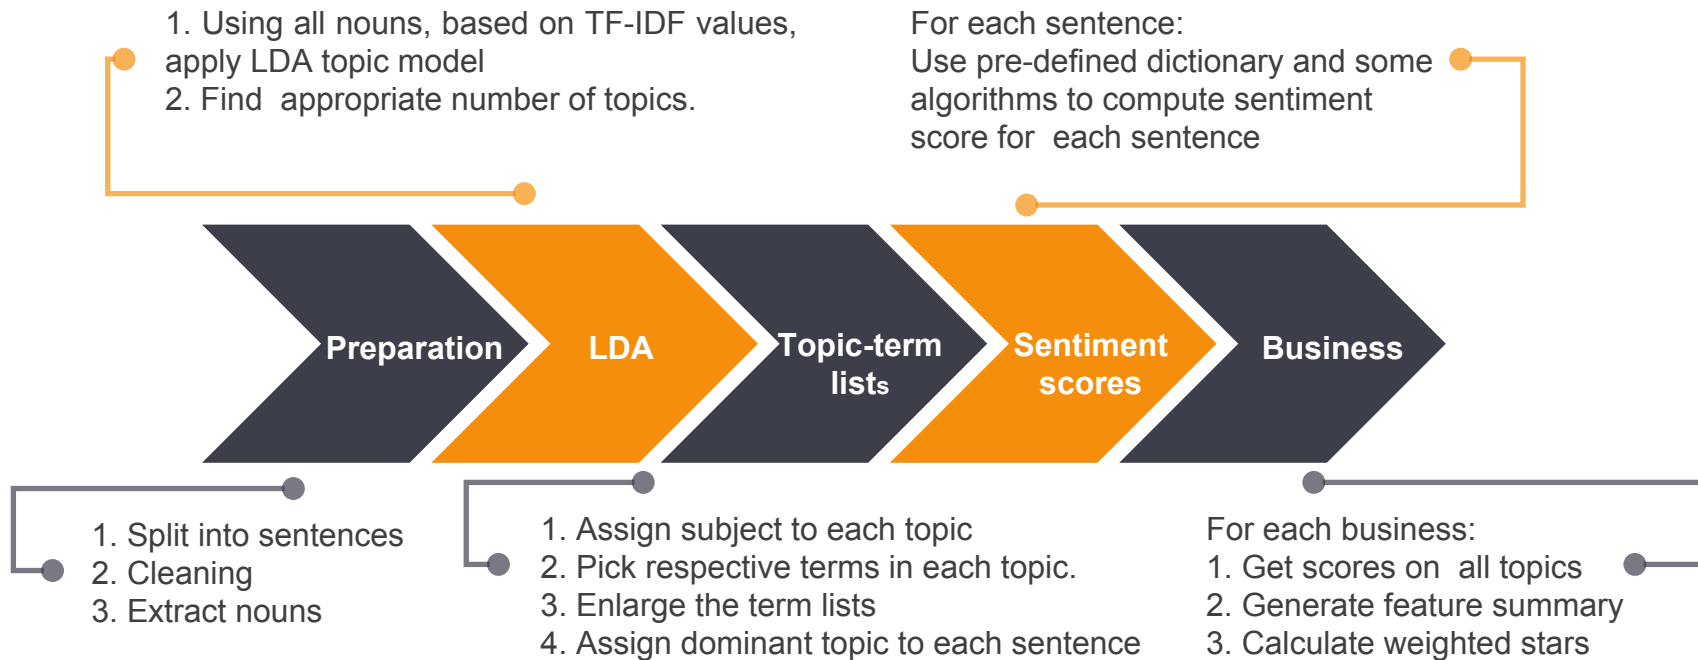 1. Using all nouns, based on TF-IDF values,
apply LDA topic model
2. Find  appropriate number of topics.
For each sentence:
Use pre-defined dictionary and some
algorithms to compute sentiment
score for  each sentence
Preparation
LDA
Topic-term
lists
Sentiment
scores
Business
1. Split into sentences
2. Cleaning
3. Extract nouns
1. Assign subject to each topic
2. Pick respective terms in each topic.
3. Enlarge the term lists
4. Assign dominant topic to each sentence
For each business:
1. Get scores on  all topics
2. Generate feature summary
3. Calculate weighted stars